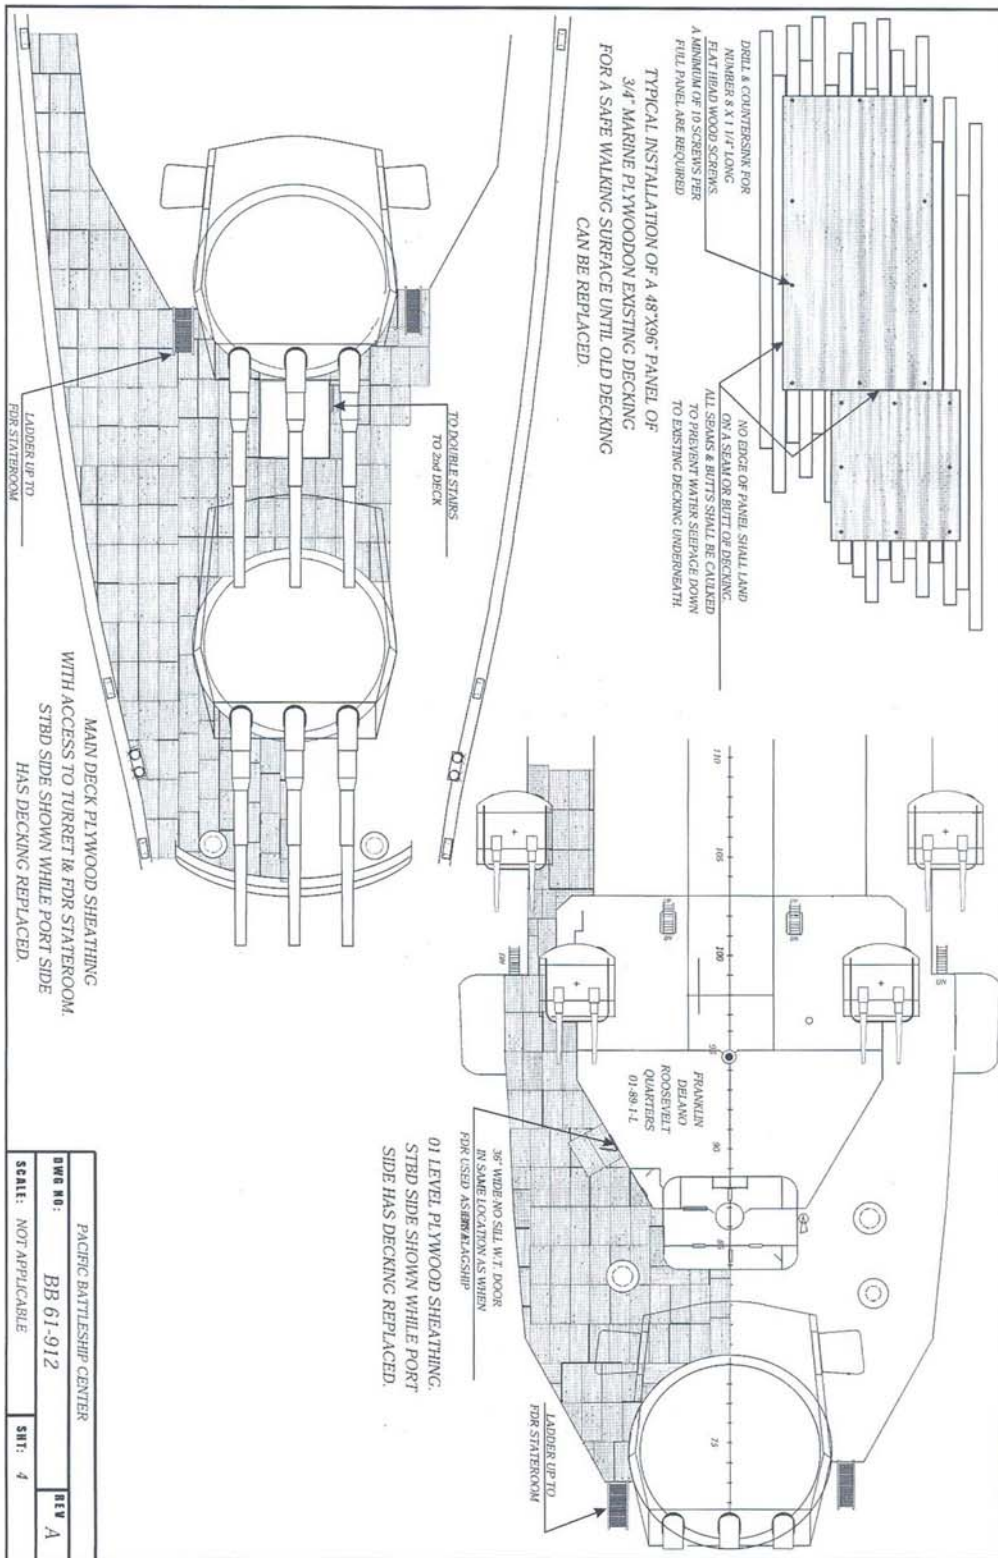 DRILL & COUNTERSINK FOR
NUMBER 8 X 1 1/4" LONG
FLAT HEAD WOOD SCREWS.
A MINIMUM OF 10 SCREWS PER
FULL PANEL ARE REQUIRED
NO EDGE OF PANEL SHALL LAND
ON A SEAM OR BUTT OF DECKING.
ALL SEAMS & BUTTS SHALL BE CAULKED
TO PREVENT WATER SEEPAGE DOWN
TO EXISTING DECKING UNDERNEATH.
TYPICAL INSTALLATION OF A 48"X96" PANEL OF
3/4" MARINE PLYWOODON EXISTING DECKING
FOR A SAFE WALKING SURFACE UNTIL OLD DECKING
CAN BE REPLACED.
TO DOUBLE STAIRS
TO 2nd DECK
LADDER UP TO
FDR STATEROOM
MAIN DECK PLYWOOD SHEATHING
WITH ACCESS TO TURRET I& FDR STATEROOM.
STBD SIDE SHOWN WHILE PORT SIDE
HAS DECKING REPLACED.
110
105
100
95
90
85
75
FRANKLIN
DELANO
ROOSEVELT
QUARTERS
01-89-1-L
36" WIDE NO SILL W.T. DOOR
IN SAME LOCATION AS WHEN
FDR USED AS FLAGSHIP
01 LEVEL PLYWOOD SHEATHING.
STBD SIDE SHOWN WHILE PORT
SIDE HAS DECKING REPLACED.
LADDER UP TO
FDR STATEROOM
PACIFIC BATTLESHIP CENTER
DWG NO: BB 61-912
REV A
SCALE: NOT APPLICABLE
SHT: 4